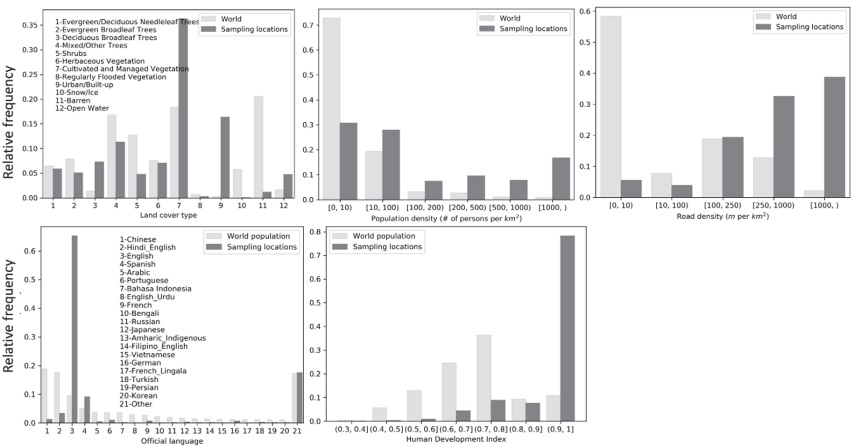 Relative frequency
0.35
0.30
0.25
0.20
0.15
0.10
0.05
0.00
1-Evergreen/Deciduous Needleleaf Trees
2-Evergreen Broadleaf Trees
3-Deciduous Broadleaf Trees
4-Mixed/Other Trees
5-Shrubs
6-Herbaceous Vegetation
7-Cultivated and Managed Vegetation
8-Regularly Flooded Vegetation
9-Urban/Built-up
10-Snow/Ice
11-Barren
12-Open Water
World
Sampling locations
1 2 3 4 5 6 7 8 9 10 11 12
Land cover type
0.7
0.6
0.5
0.4
0.3
0.2
0.1
0.0
World
Sampling locations
[0, 10) [10, 100) [100, 200) [200, 500) [500, 1000) [1000, )
Population density (# of persons per km²)
0.6
0.5
0.4
0.3
0.2
0.1
0.0
World
Sampling locations
[0, 10) [10, 100) [100, 250) [250, 1000) [1000, )
Road density (m per km²)
Relative frequency
0.6
0.5
0.4
0.3
0.2
0.1
0.0
1-Chinese
2-Hindi_English
3-English
4-Spanish
5-Arabic
6-Portuguese
7-Bahasa Indonesia
8-English_Urdu
9-French
10-Bengali
11-Russian
12-Japanese
13-Amharic_Indigenous
14-Filipino_English
15-Vietnamese
16-German
17-French_Lingala
18-Turkish
19-Persian
20-Korean
21-Other
World population
Sampling locations
1 2 3 4 5 6 7 8 9 10 11 12 13 14 15 16 17 18 19 20 21
Official language
0.8
0.7
0.6
0.5
0.4
0.3
0.2
0.1
0.0
World population
Sampling locations
(0.3, 0.4] (0.4, 0.5] (0.5, 0.6] (0.6, 0.7] (0.7, 0.8] (0.8, 0.9] (0.9, 1]
Human Development Index